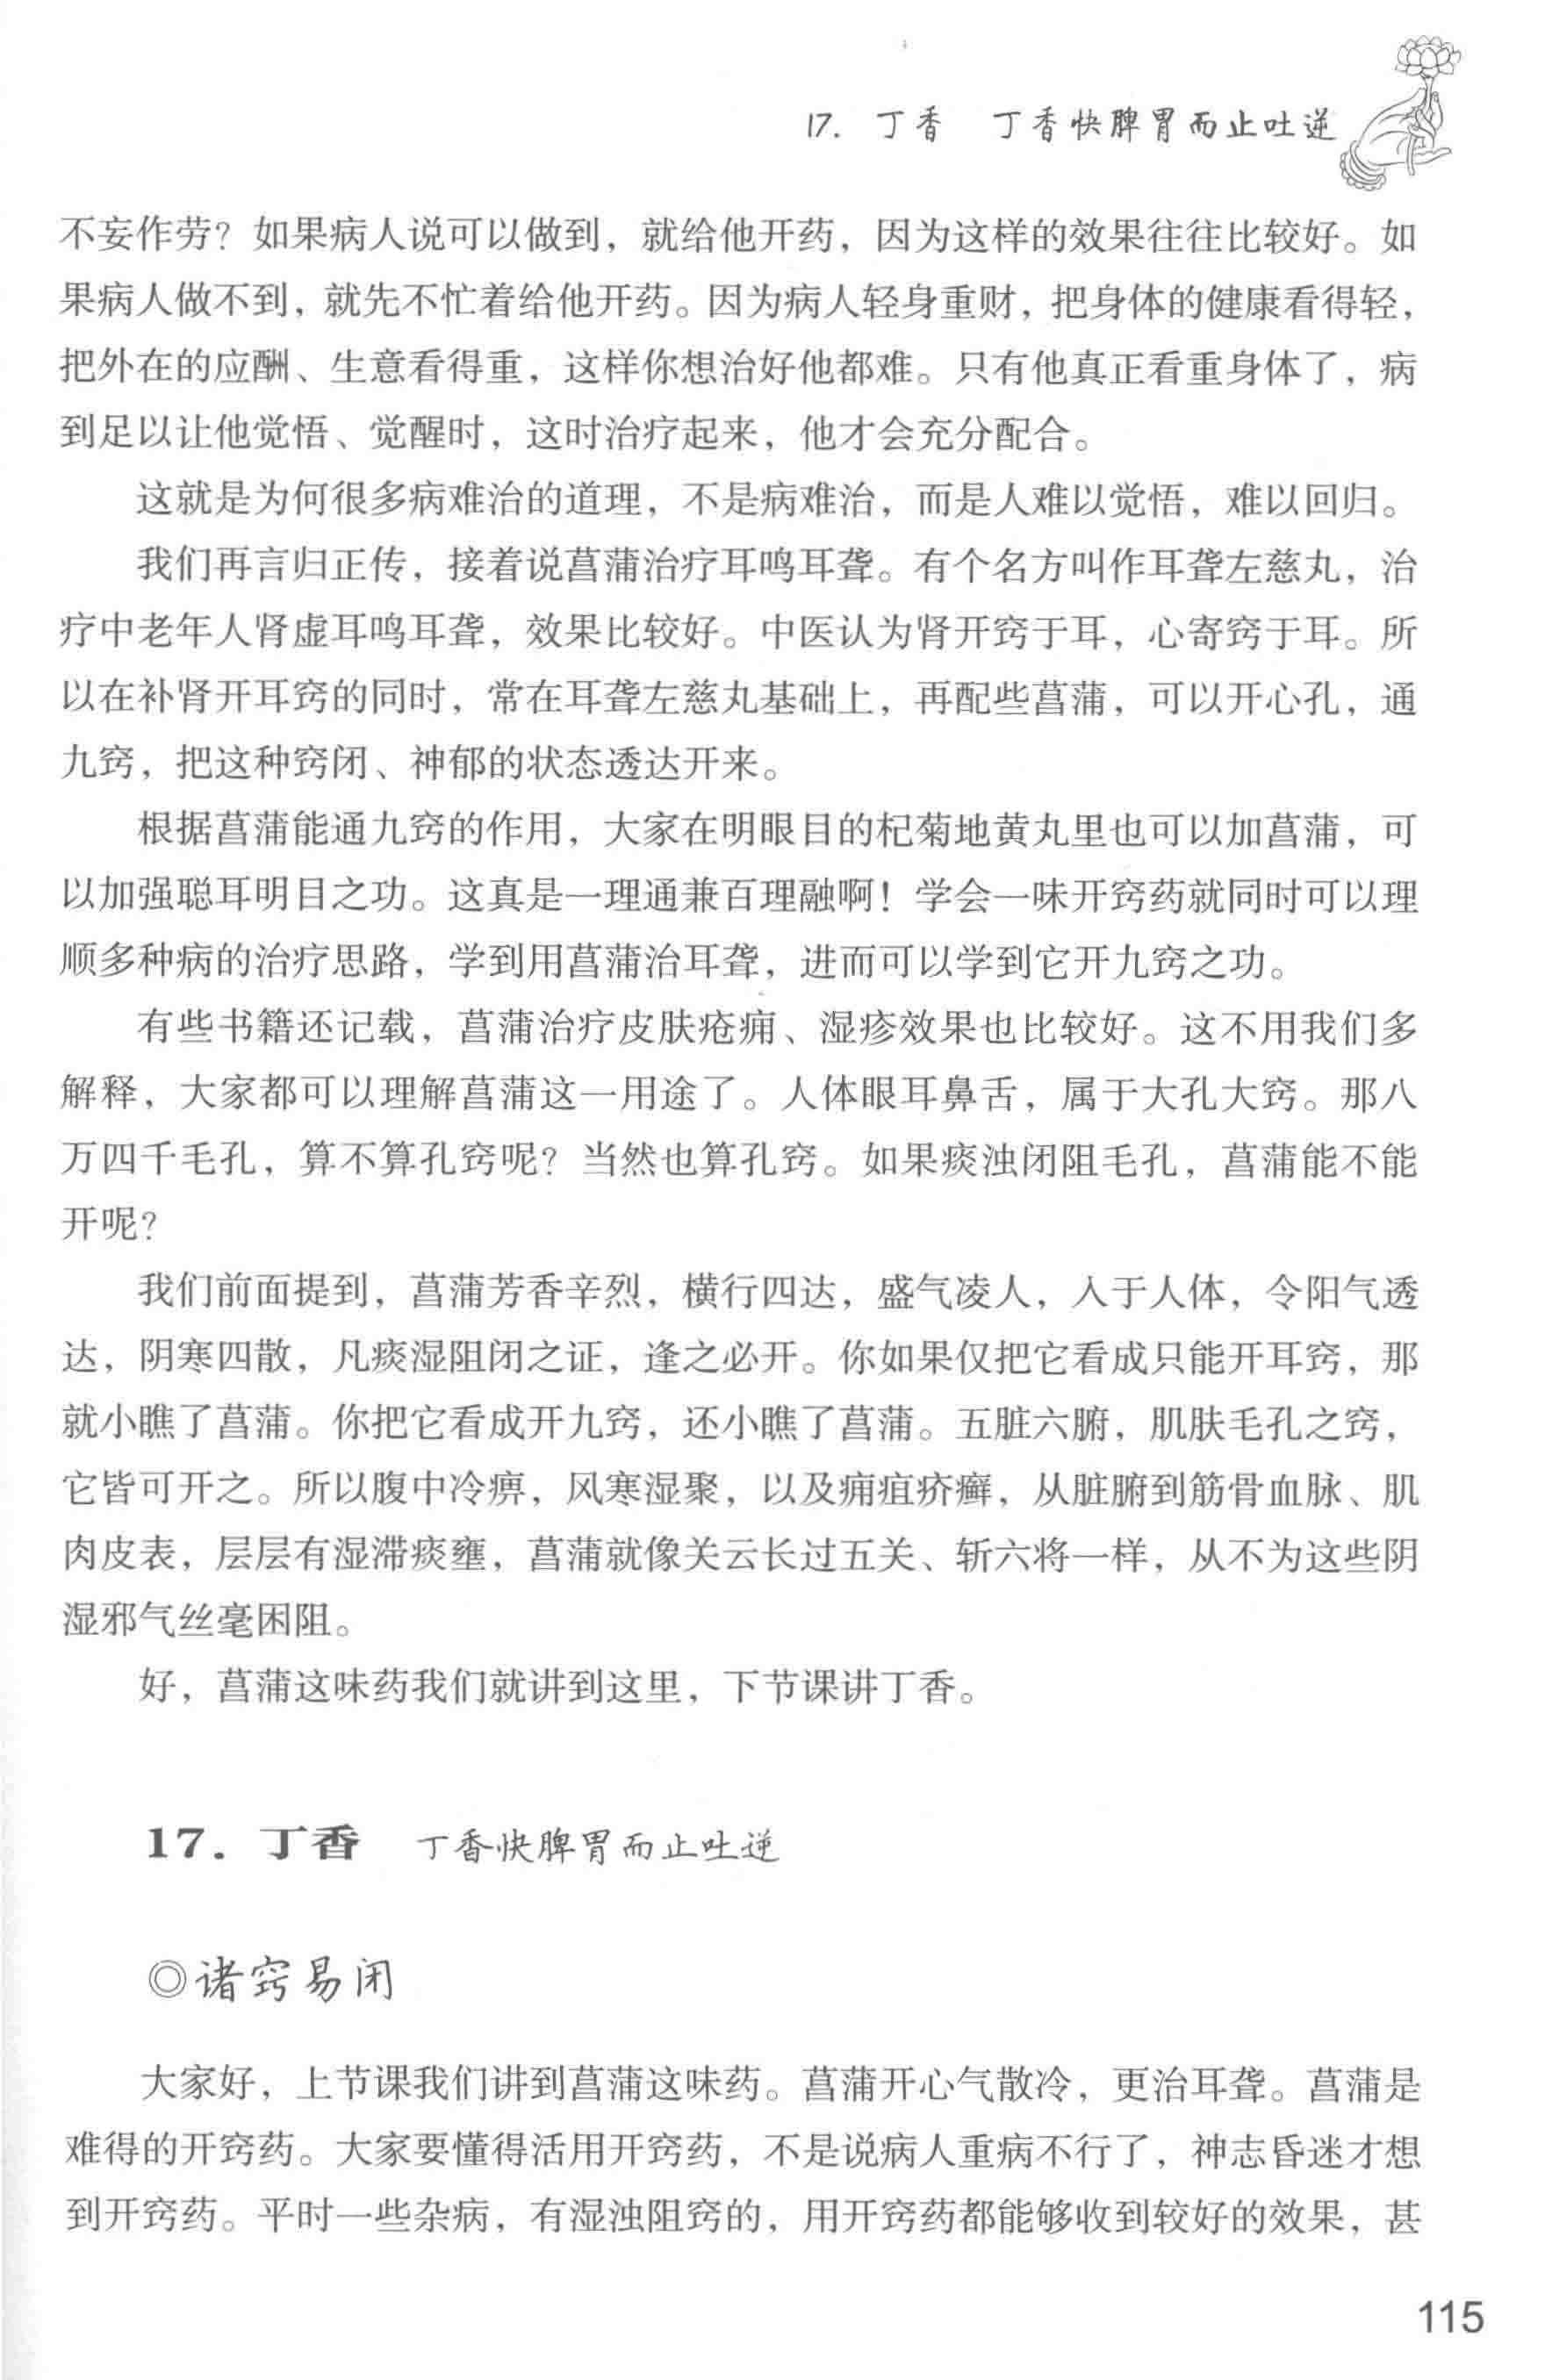 17. 丁香 丁香快脾胃而止吐逆
不妄作劳？如果病人说可以做到，就给他开药，因为这样的效果往往比较好。如
果病人做不到，就先不忙着给他开药。因为病人轻身重财，把身体的健康看得轻，
把外在的应酬、生意看得重，这样你想治好他都难。只有他真正看重身体了，病
到足以让他觉悟、觉醒时，这时治疗起来，他才会充分配合。
这就是为何很多病难治的道理，不是病难治，而是人难以觉悟，难以回归。
我们再言归正传，接着说菖蒲治疗耳鸣耳聋。有个名方叫作耳聋左慈丸，治
疗中老年人肾虚耳鸣耳聋，效果比较好。中医认为肾开窍于耳，心寄窍于耳。所
以在补肾开耳窍的同时，常在耳聋左慈丸基础上，再配些菖蒲，可以开心孔，通
九窍，把这种窍闭、神郁的状态透达开来。
根据菖蒲能通九窍的作用，大家在明眼目的杞菊地黄丸里也可以加菖蒲，可
以加强聪耳明目之功。这真是一理通兼百理融啊！学会一味开窍药就同时可以理
顺多种病的治疗思路，学到用菖蒲治耳聋，进而可以学到它开九窍之功。
有些书籍还记载，菖蒲治疗皮肤疮痈、湿疹效果也比较好。这不用我们多
解释，大家都可以理解菖蒲这一用途了。人体眼耳鼻舌，属于大孔大窍。那八
万四千毛孔，算不算孔窍呢？当然也算孔窍。如果痰浊闭阻毛孔，菖蒲能不能
开呢？
我们前面提到，菖蒲芳香辛烈，横行四达，盛气凌人，入于人体，令阳气透
达，阴寒四散，凡痰湿阻闭之证，逢之必开。你如果仅把它看成只能开耳窍，那
就小瞧了菖蒲。你把它看成开九窍，还小瞧了菖蒲。五脏六腑，肌肤毛孔之窍，
它皆可开之。所以腹中冷痹，风寒湿聚，以及痈疽疥癣，从脏腑到筋骨血脉、肌
肉皮表，层层有湿滞痰壅，菖蒲就像关云长过五关、斩六将一样，从不为这些阴
湿邪气丝毫困阻。
好，菖蒲这味药我们就讲到这里，下节课讲丁香。
17. 丁香 丁香快脾胃而止吐逆
◎诸窍易闭
大家好，上节课我们讲到菖蒲这味药。菖蒲开心气散冷，更治耳聋。菖蒲是
难得的开窍药。大家要懂得活用开窍药，不是说病人重病不行了，神志昏迷才想
到开窍药。平时一些杂病，有湿浊阻窍的，用开窍药都能够收到较好的效果，甚
115